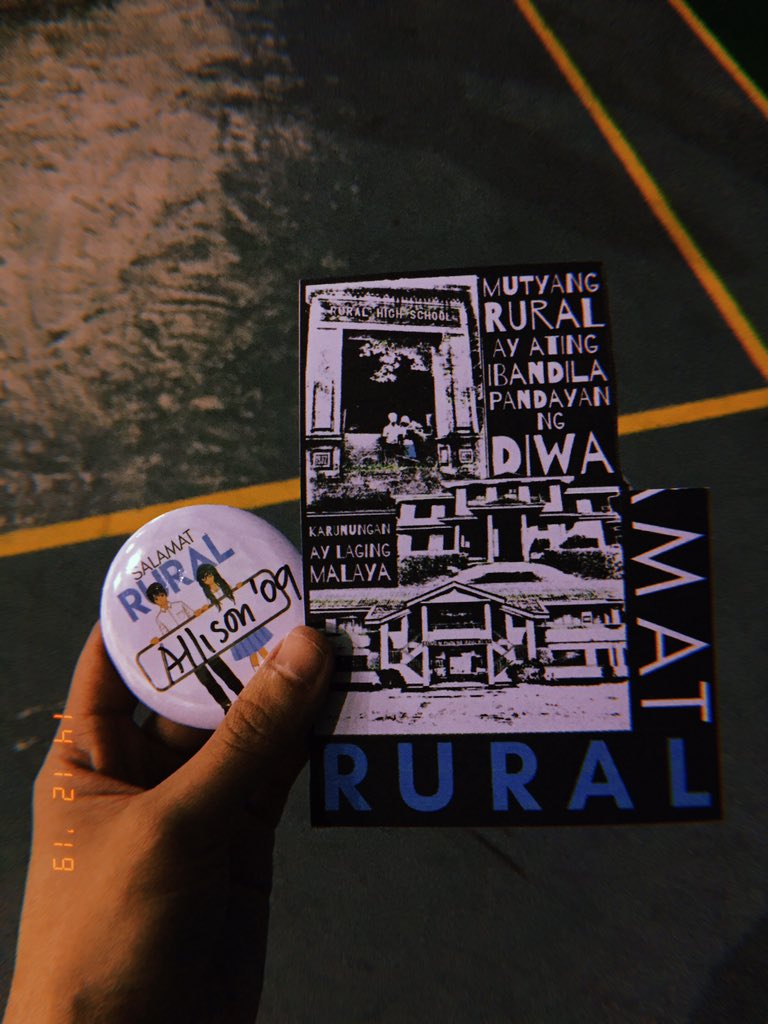 RURAL HIGH SCHOOL
MUTYANG
RURAL
AY ATING
IBANDILA
PANDAYAN
NG
DIWA
KARUNUNGAN
AY LAGING
MALAYA
SALAMAT
RURAL
Allison '09
AMAT
RURAL
14 12 '19